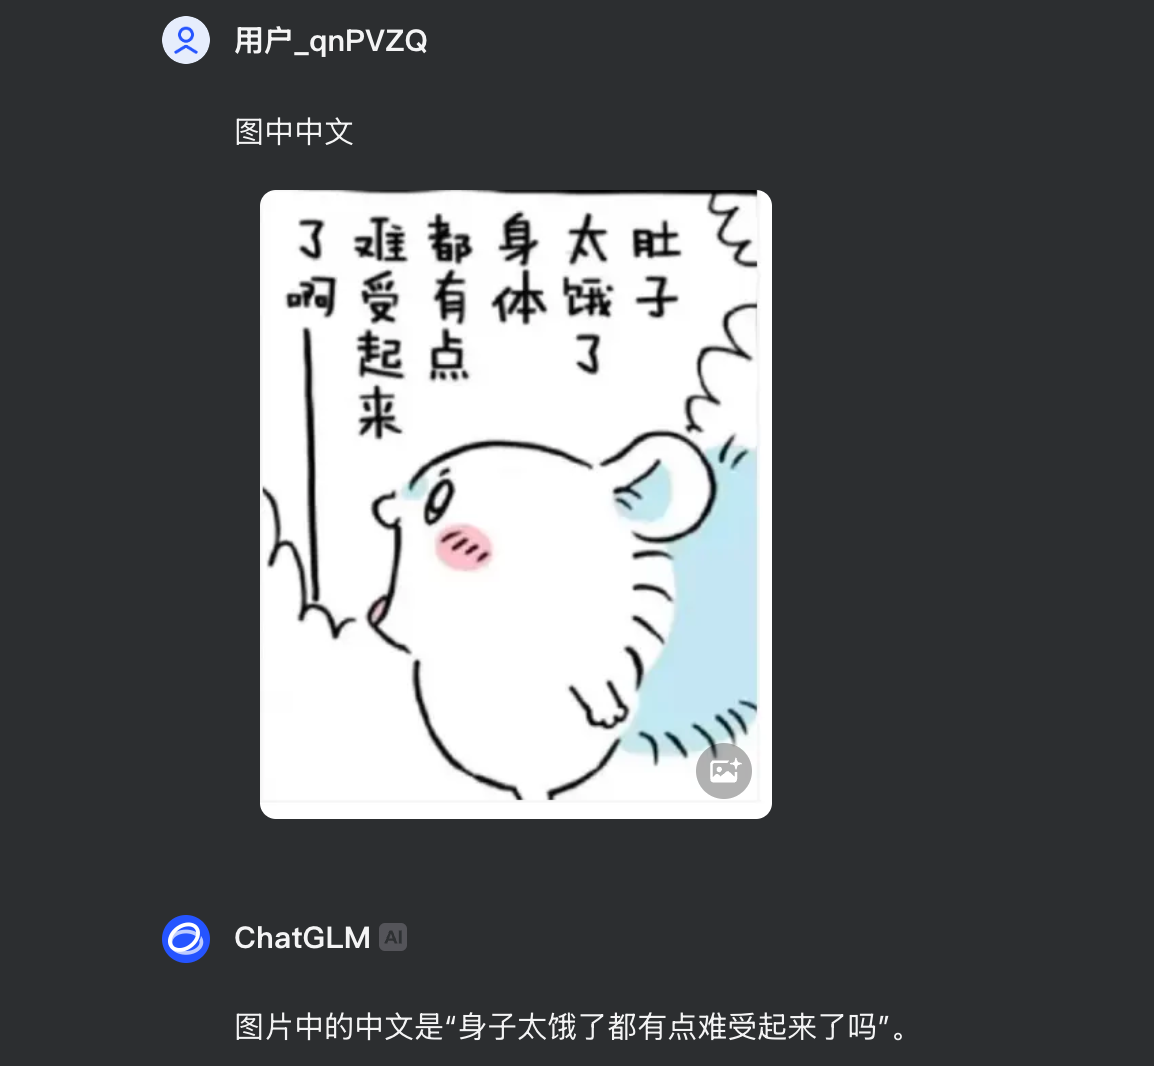 用户_qnPVZQ
图中中文
肚子
太饿了
身体
都有点
难受起来
了啊
ChatGLM AI
图片中的中文是“身子太饿了都有点难受起来了吗”。